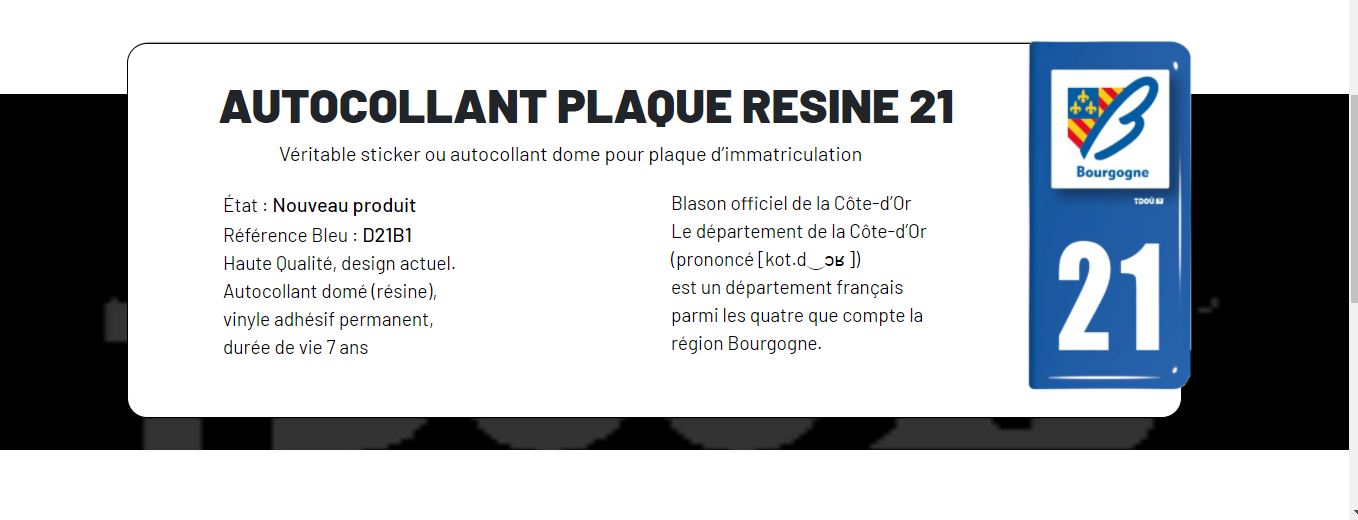 AUTOCOLLANT PLAQUE RESINE 21
Véritable sticker ou autocollant dome pour plaque d’immatriculation
État : Nouveau produit
Référence Bleu : D21B1
Haute Qualité, design actuel.
Autocollant domé (résine),
vinyle adhésif permanent,
durée de vie 7 ans
Blason officiel de la Côte-d’Or
Le département de la Côte-d’Or
(prononcé [kot.d‿ɔʁ ])
est un département français
parmi les quatre que compte la
région Bourgogne.
B
Bourgogne
TDOÙ
21